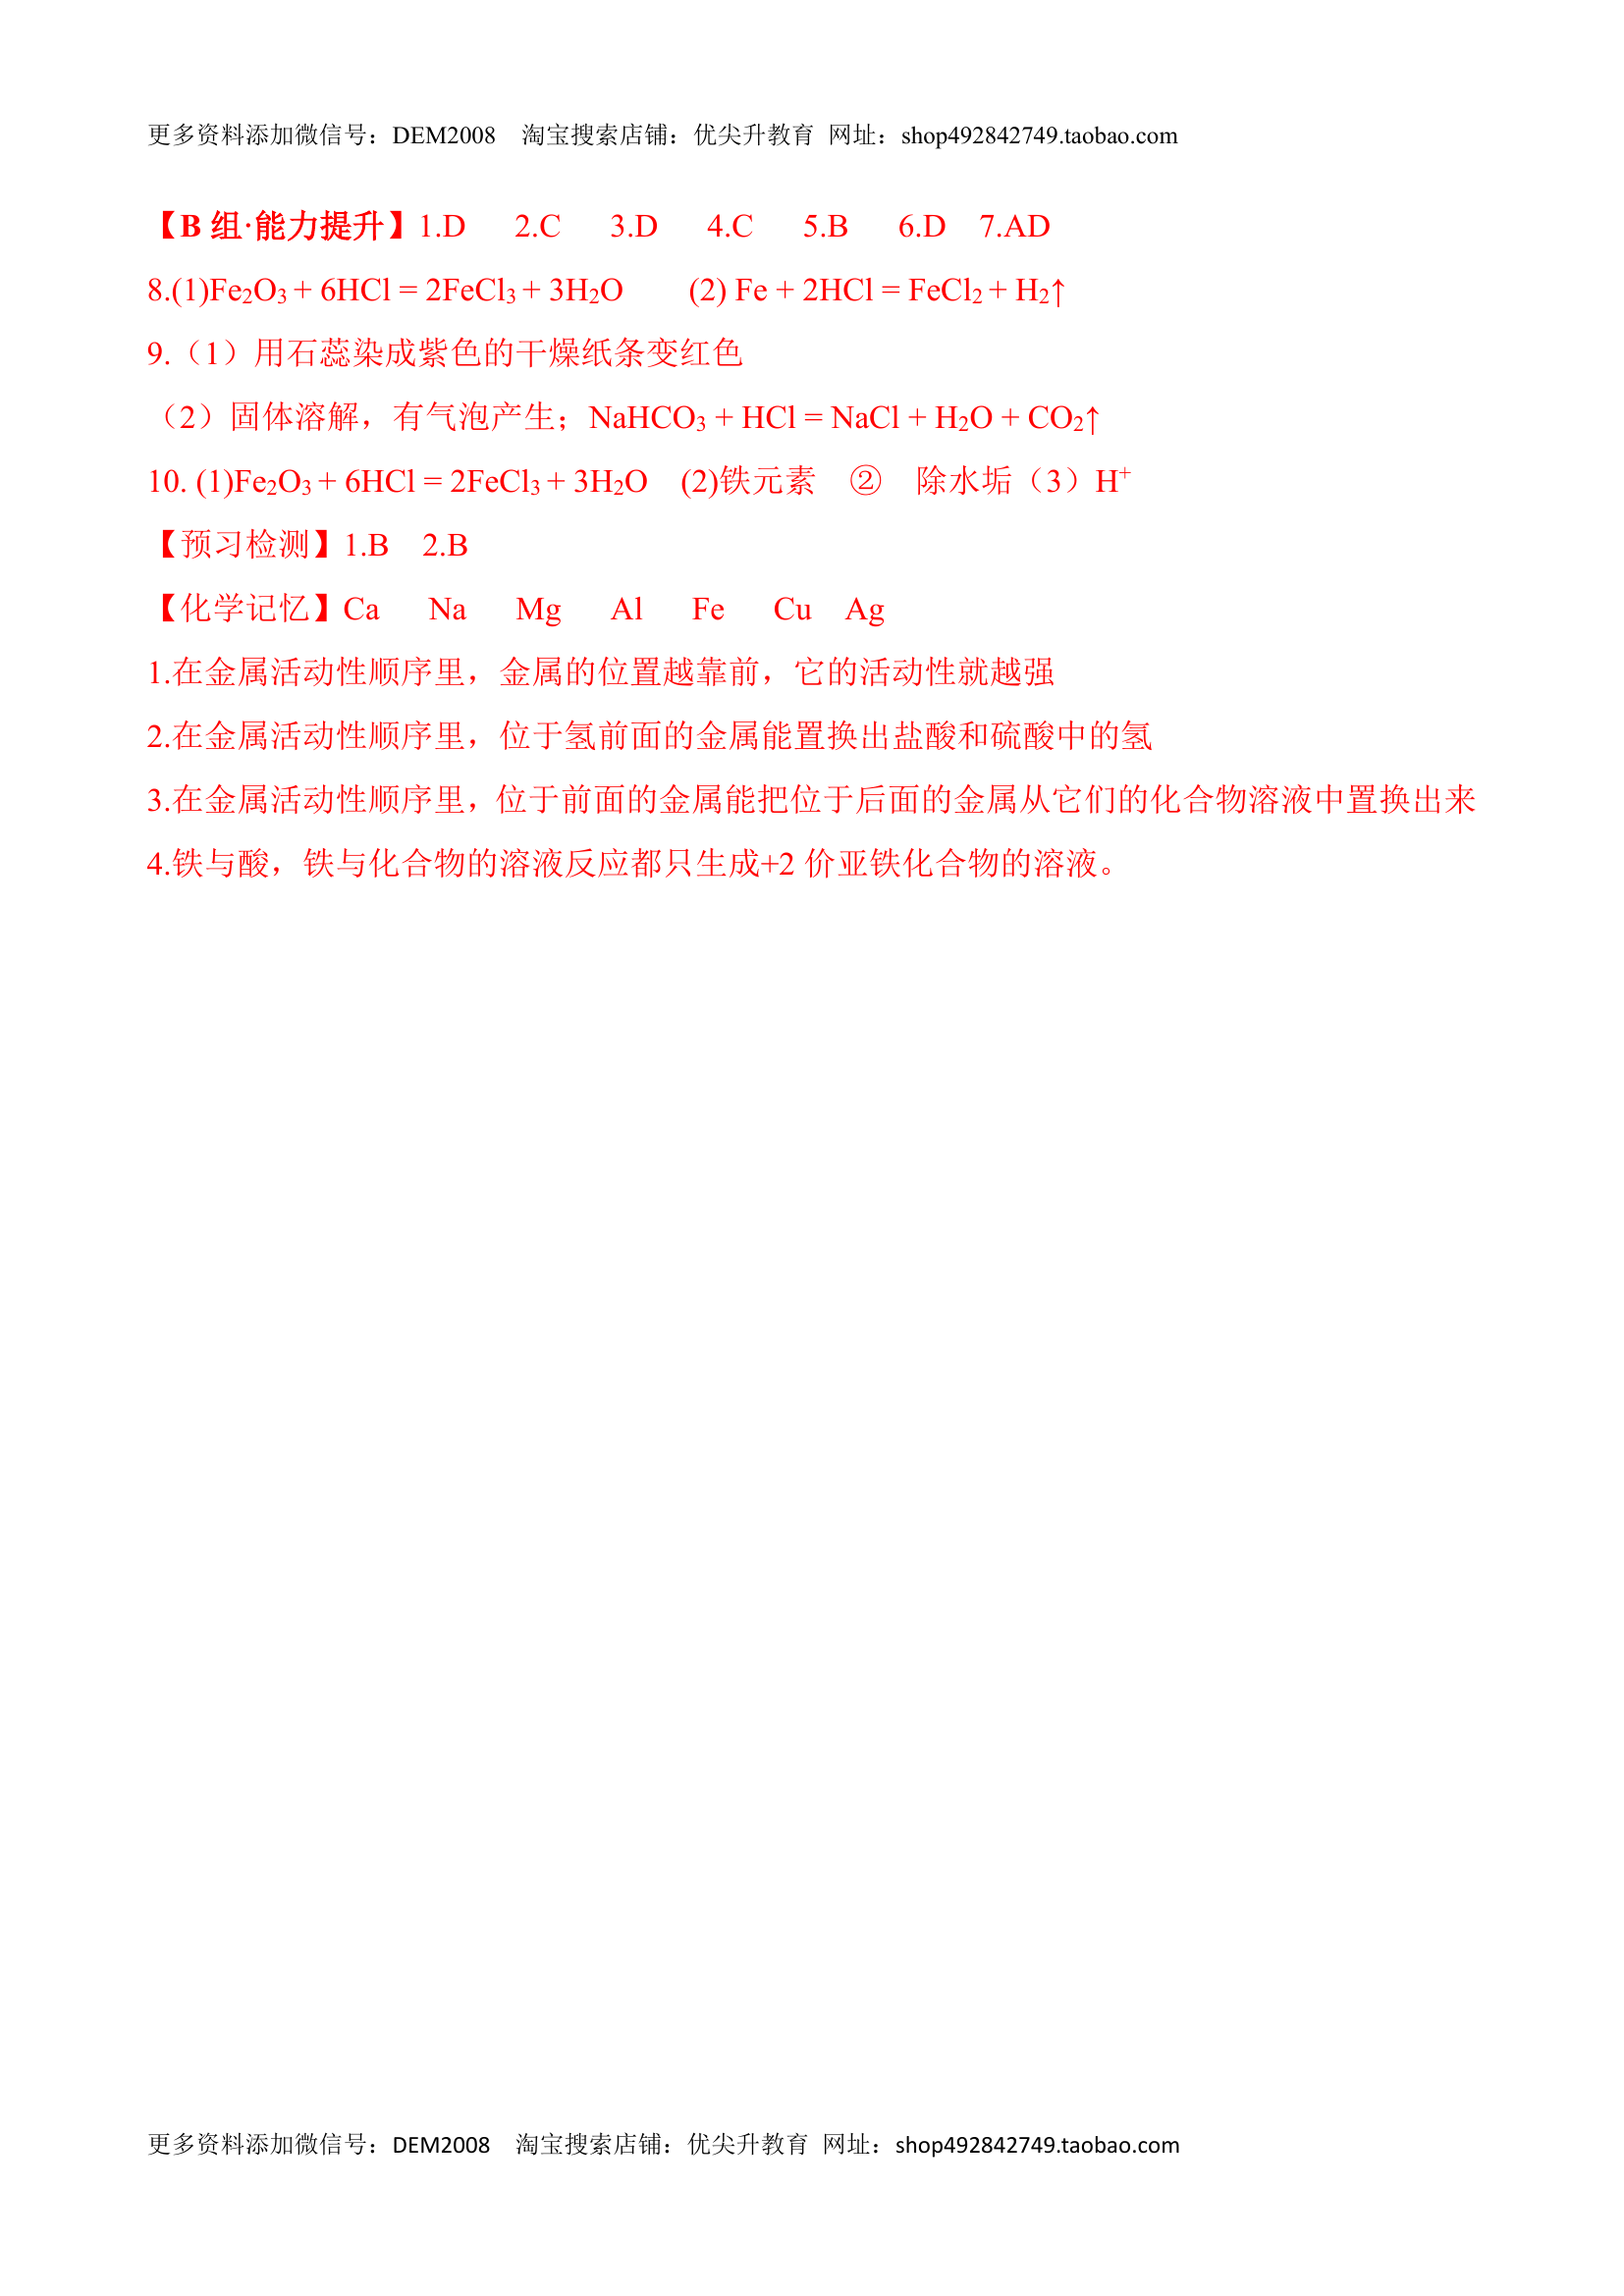 更多资料添加微信号：DEM2008 淘宝搜索店铺：优尖升教育 网址：shop492842749.taobao.com
【B 组·能力提升】1.D 2.C 3.D 4.C 5.B 6.D 7.AD
8.(1)Fe₂O₃ + 6HCl = 2FeCl₃ + 3H₂O (2) Fe + 2HCl = FeCl₂ + H₂↑
9.（1）用石蕊染成紫色的干燥纸条变红色
（2）固体溶解，有气泡产生；NaHCO₃ + HCl = NaCl + H₂O + CO₂↑
10. (1)Fe₂O₃ + 6HCl = 2FeCl₃ + 3H₂O (2)铁元素 ② 除水垢（3）H⁺
【预习检测】1.B 2.B
【化学记忆】Ca Na Mg Al Fe Cu Ag
1.在金属活动性顺序里，金属的位置越靠前，它的活动性就越强
2.在金属活动性顺序里，位于氢前面的金属能置换出盐酸和硫酸中的氢
3.在金属活动性顺序里，位于前面的金属能把位于后面的金属从它们的化合物溶液中置换出来
4.铁与酸，铁与化合物的溶液反应都只生成+2 价亚铁化合物的溶液。
更多资料添加微信号：DEM2008 淘宝搜索店铺：优尖升教育 网址：shop492842749.taobao.com